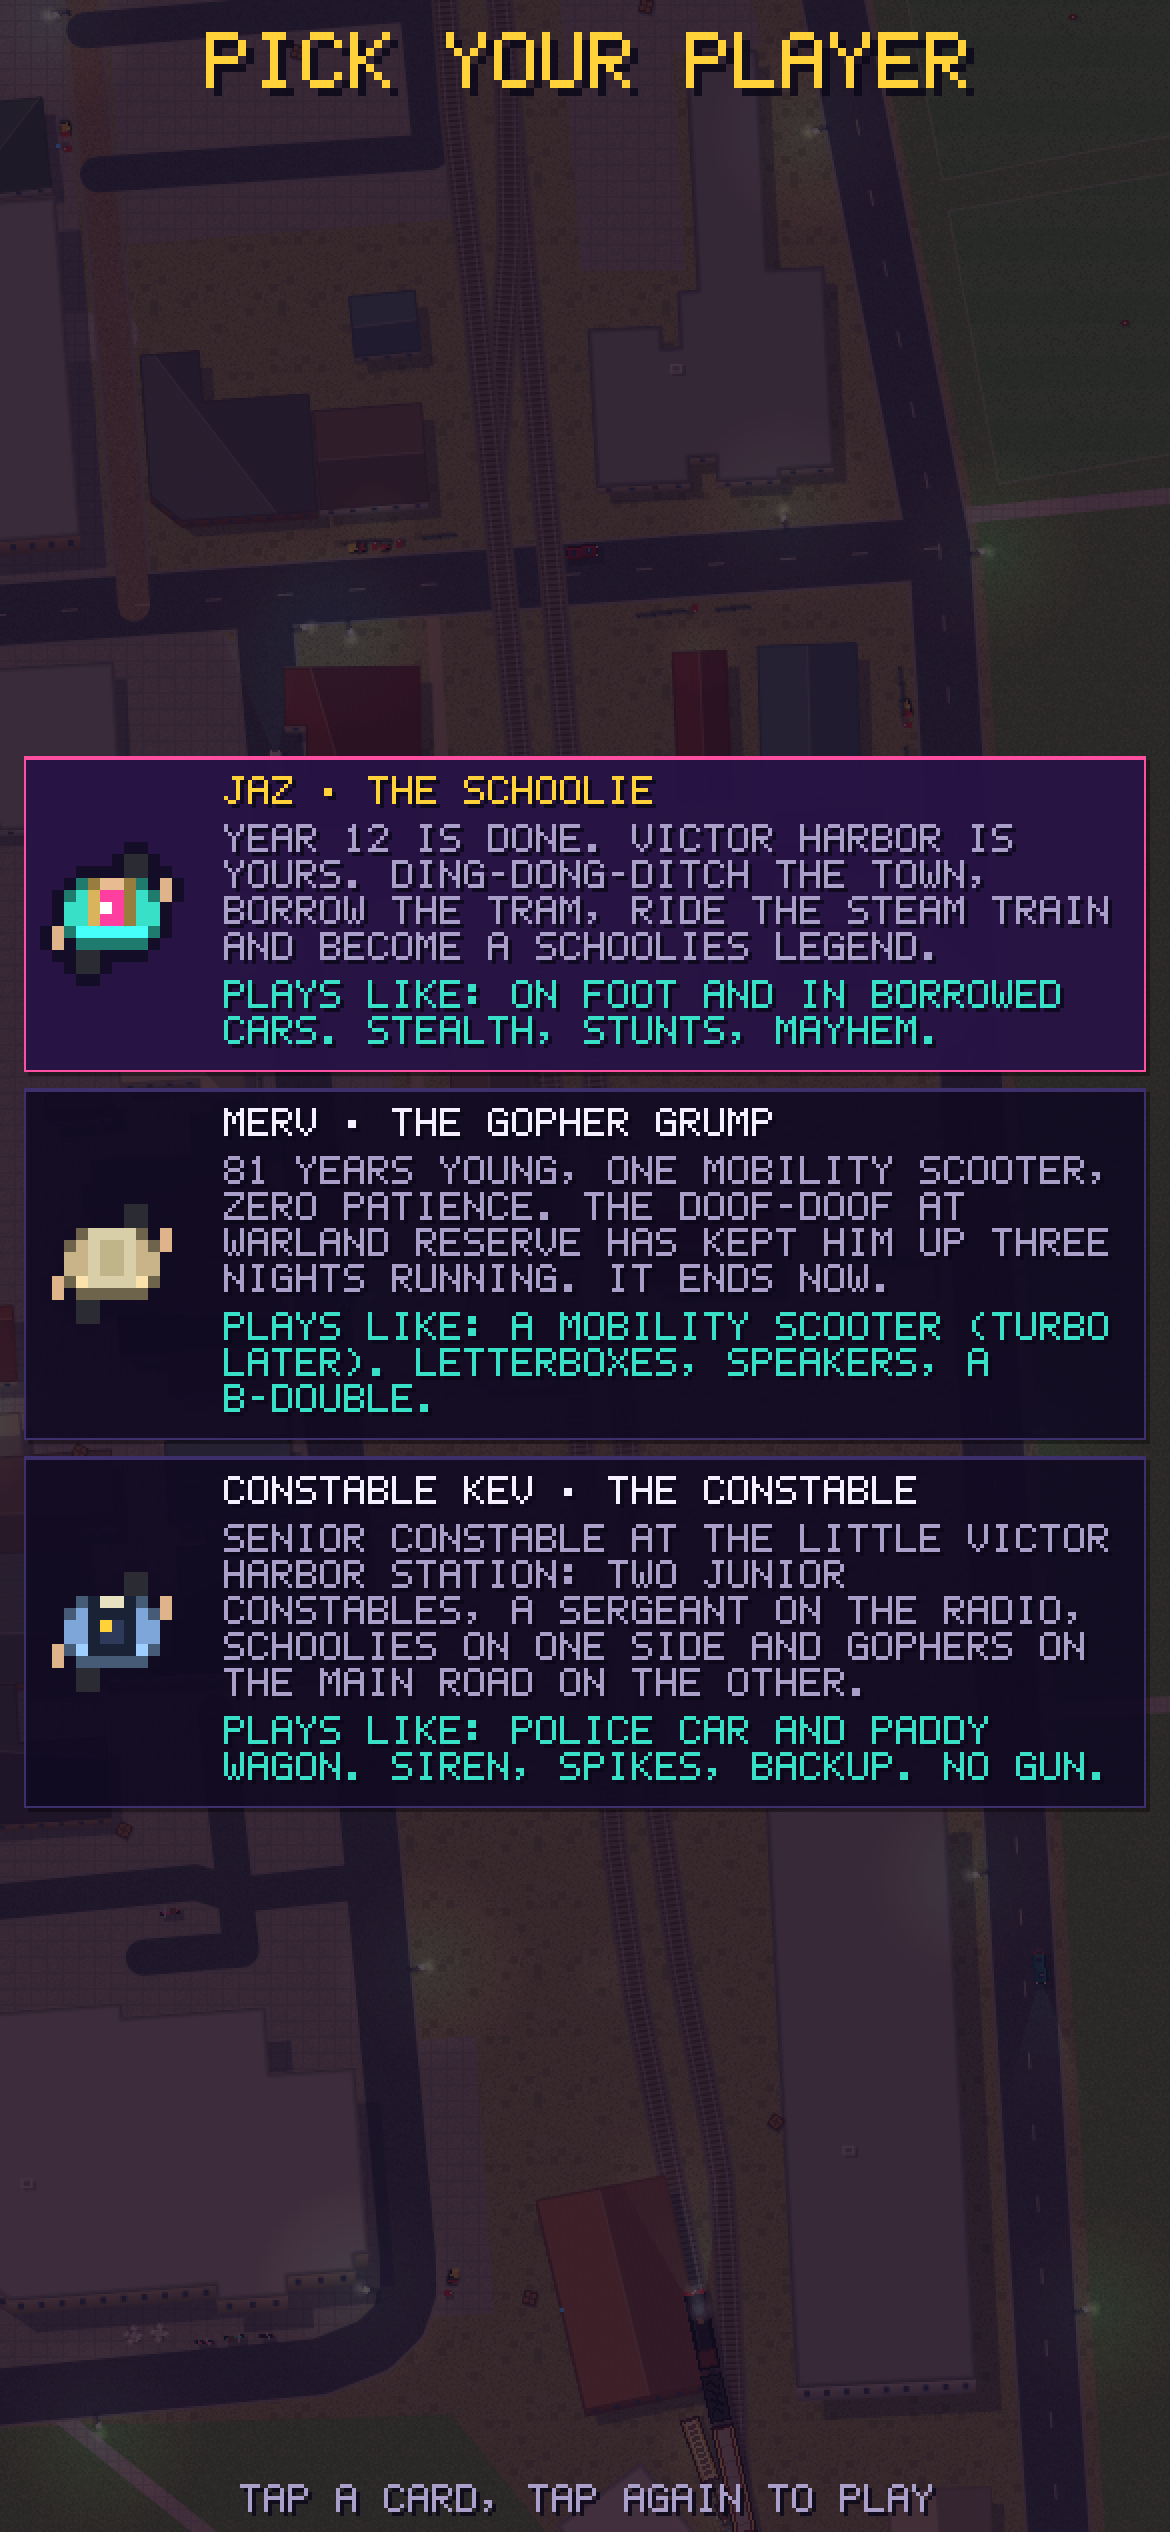 PICK YOUR PLAYER
JAZ · THE SCHOOLIE
YEAR 12 IS DONE. VICTOR HARBOR IS
YOURS. DING-DONG-DITCH THE TOWN,
BORROW THE TRAM, RIDE THE STEAM TRAIN
AND BECOME A SCHOOLIES LEGEND.
PLAYS LIKE: ON FOOT AND IN BORROWED
CARS. STEALTH, STUNTS, MAYHEM.
MERV · THE GOPHER GRUMP
81 YEARS YOUNG, ONE MOBILITY SCOOTER,
ZERO PATIENCE. THE DOOF-DOOF AT
WARLAND RESERVE HAS KEPT HIM UP THREE
NIGHTS RUNNING. IT ENDS NOW.
PLAYS LIKE: A MOBILITY SCOOTER (TURBO
LATER). LETTERBOXES, SPEAKERS, A
B-DOUBLE.
CONSTABLE KEV · THE CONSTABLE
SENIOR CONSTABLE AT THE LITTLE VICTOR
HARBOR STATION: TWO JUNIOR
CONSTABLES, A SERGEANT ON THE RADIO,
SCHOOLIES ON ONE SIDE AND GOPHERS ON
THE MAIN ROAD ON THE OTHER.
PLAYS LIKE: POLICE CAR AND PADDY
WAGON. SIREN, SPIKES, BACKUP. NO GUN.
TAP A CARD, TAP AGAIN TO PLAY